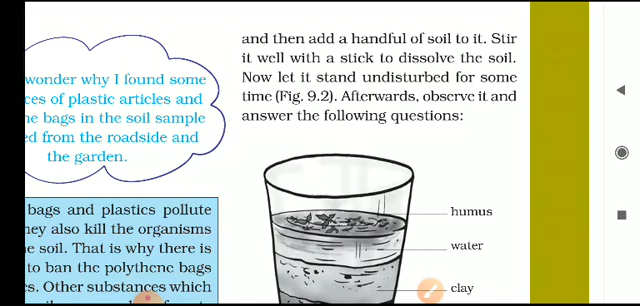 and then add a handful of soil to it. Stir
it well with a stick to dissolve the soil.
Now let it stand undisturbed for some
time (Fig. 9.2). Afterwards, observe it and
answer the following questions:
wonder why I found some
ces of plastic articles and
ne bags in the soil sample
ed from the roadside and
the garden.
humus
water
clay
bags and plastics pollute
hey also kill the organisms
e soil. That is why there is
to ban the polythene bags
cs. Other substances which